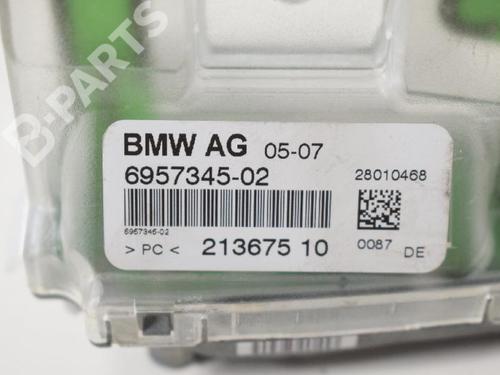 B-PARTS
BMW AG 05-07
6957345-02
28010468
6957345-02
> PC < 213675 10
0087 DE